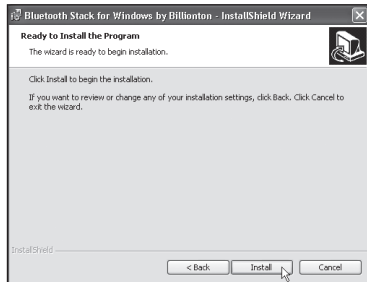 Bluetooth Stack for Windows by Billionton - InstallShield Wizard
Ready to Install the Program
The wizard is ready to begin installation.
Click Install to begin the installation.
If you want to review or change any of your installation settings, click Back. Click Cancel to
exit the wizard.
InstallShield
< Back Install Cancel